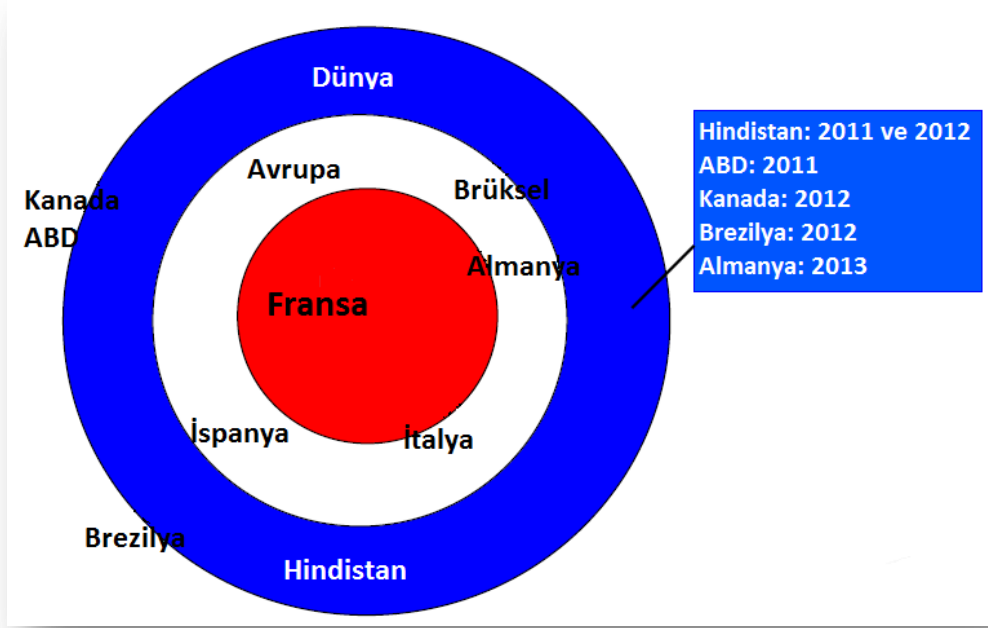 Dünya
Avrupa
Brüksel
Kanada
ABD
Almanya
Fransa
İspanya
İtalya
Brezilya
Hindistan
Hindistan: 2011 ve 2012
ABD: 2011
Kanada: 2012
Brezilya: 2012
Almanya: 2013